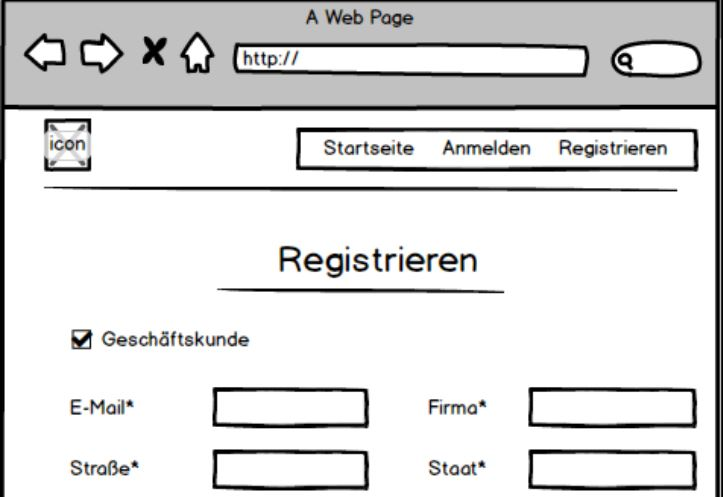 A Web Page
http://
icon
Startseite Anmelden Registrieren
Registrieren
Geschäftskunde
E-Mail* Firma*
Straße* Staat*